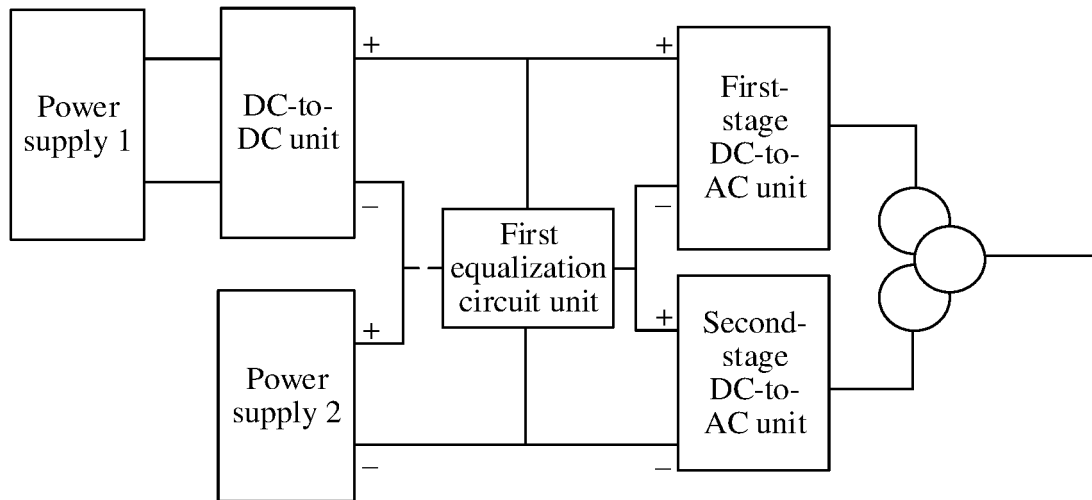 Power
supply 1
DC-to-
DC unit
+
−
+
−
First-
stage
DC-to-
AC unit
First
equalization
circuit unit
Power
supply 2
+
−
+
−
Second-
stage
DC-to-
AC unit